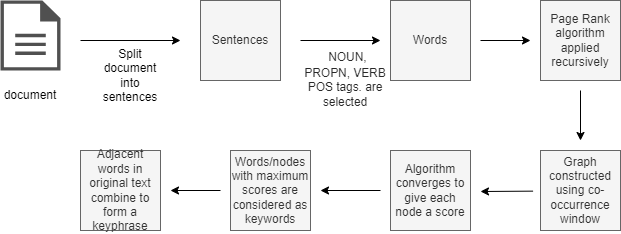 document
Split
document
into
sentences
Sentences
NOUN,
PROPN, VERB
POS tags. are
selected
Words
Page Rank
algorithm
applied
recursively
Graph
constructed
using co-
occurrence
window
Algorithm
converges to
give each
node a score
Words/nodes
with maximum
scores are
considered as
keywords
Adjacent
words in
original text
combine to
form a
keyphrase